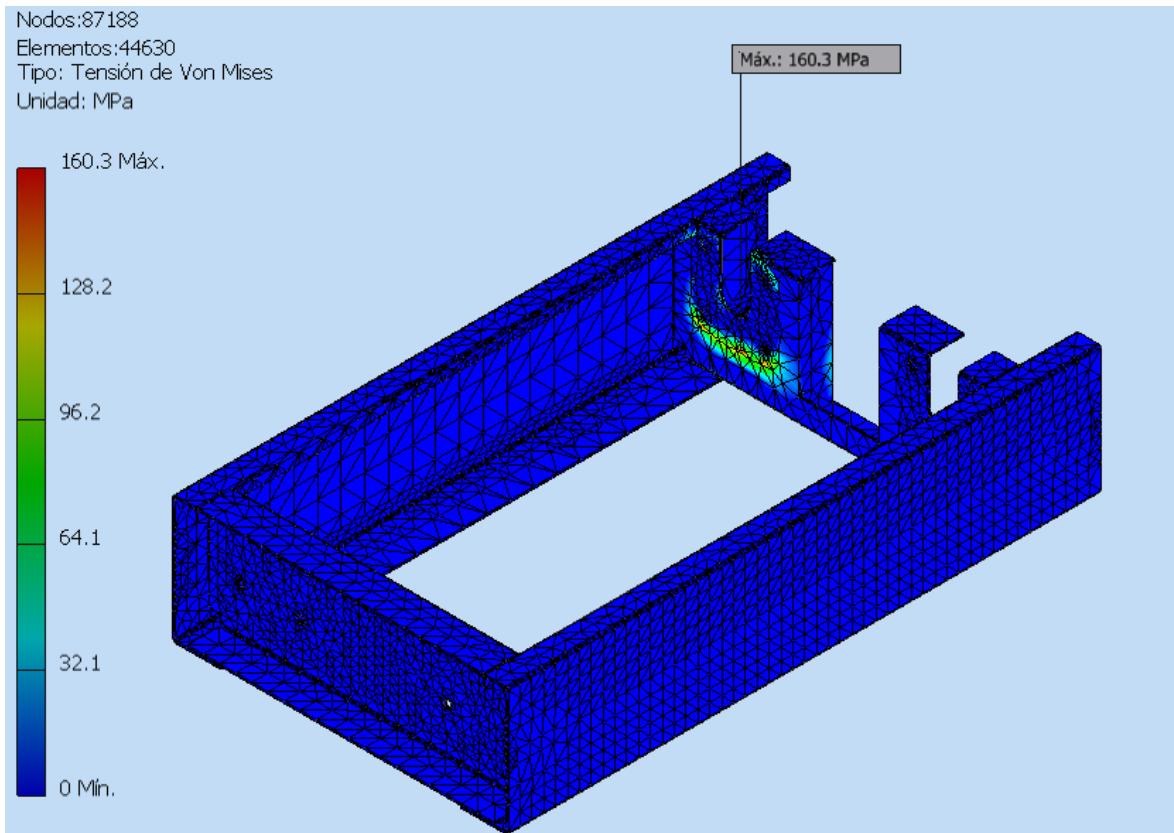 Nodos:87188
Elementos:44630
Tipo: Tensión de Von Mises
Unidad: MPa
Máx.: 160.3 MPa
160.3 Máx.
128.2
96.2
64.1
32.1
0 Mín.